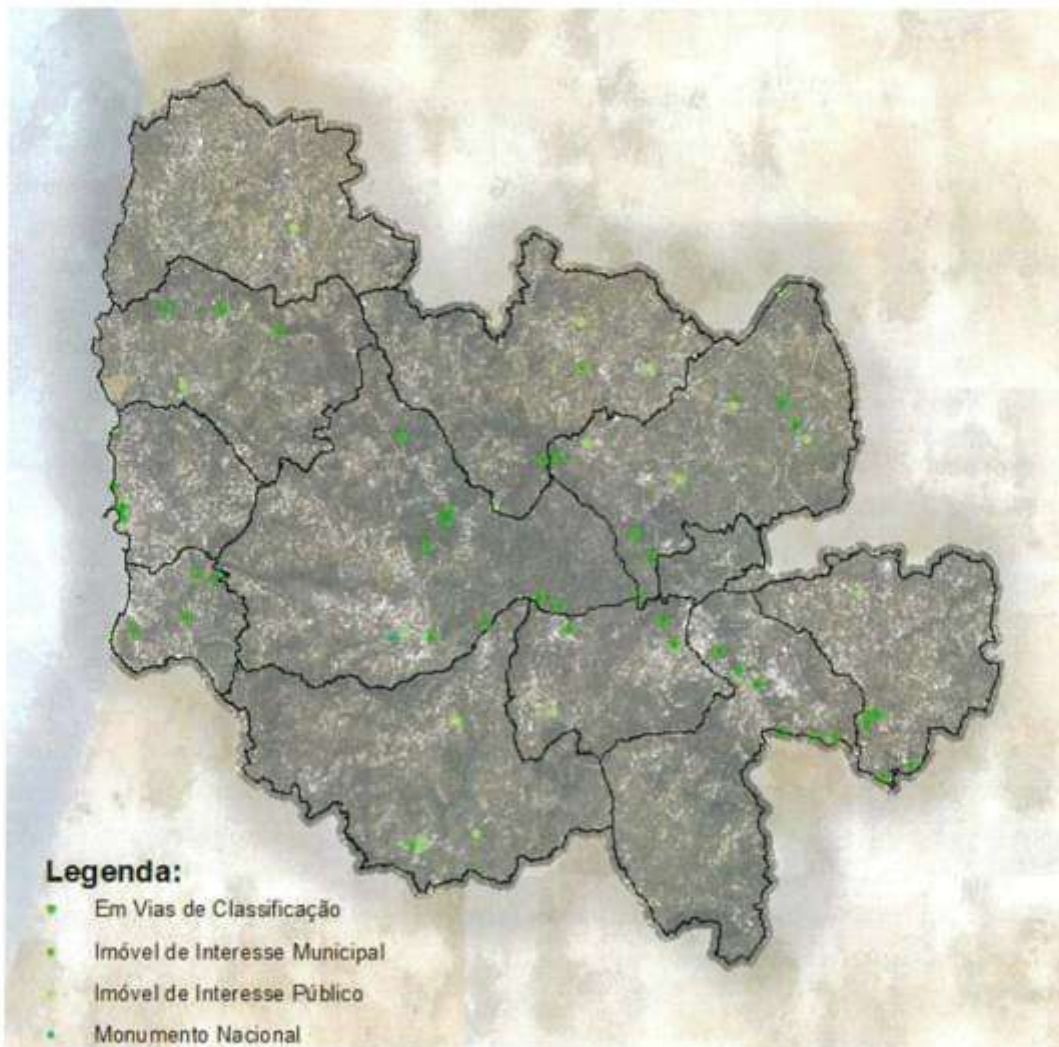 Legenda:
Em Vias de Classificação
Imóvel de Interesse Municipal
Imóvel de Interesse Público
Monumento Nacional